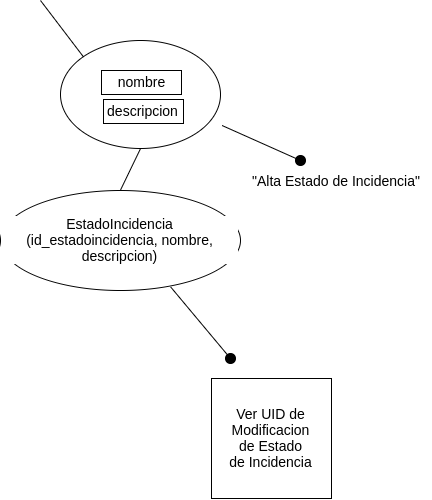 nombre
descripcion
"Alta Estado de Incidencia"
EstadoIncidencia
(id_estadoincidencia, nombre,
descripcion)
Ver UID de
Modificacion
de Estado
de Incidencia